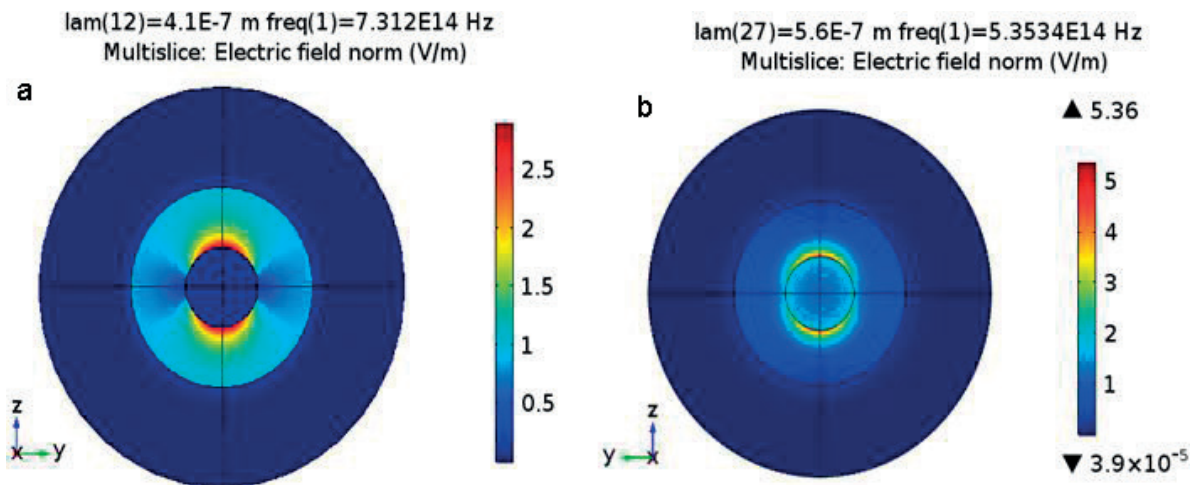 lam(12)=4.1E-7 m freq(1)=7.312E14 Hz
Multislice: Electric field norm (V/m)
a
2.5
2
1.5
1
0.5
z
x
y
lam(27)=5.6E-7 m freq(1)=5.3534E14 Hz
Multislice: Electric field norm (V/m)
b
▲ 5.36
5
4
3
2
1
▼ 3.9×10⁻⁵
z
y
x